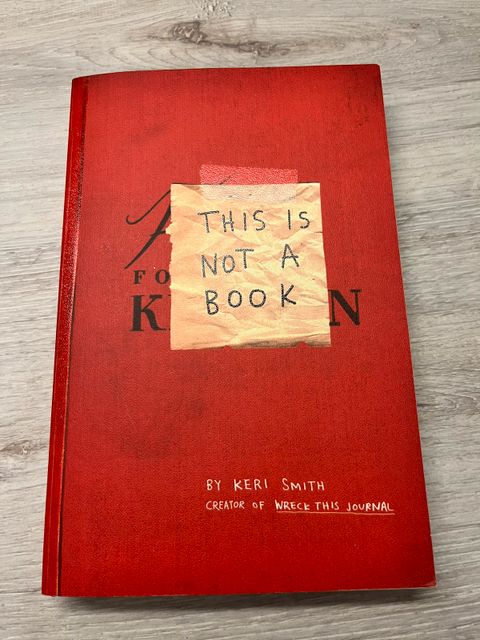 THIS IS
NOT A
BOOK
BY KERI SMITH
CREATOR OF WRECK THIS JOURNAL